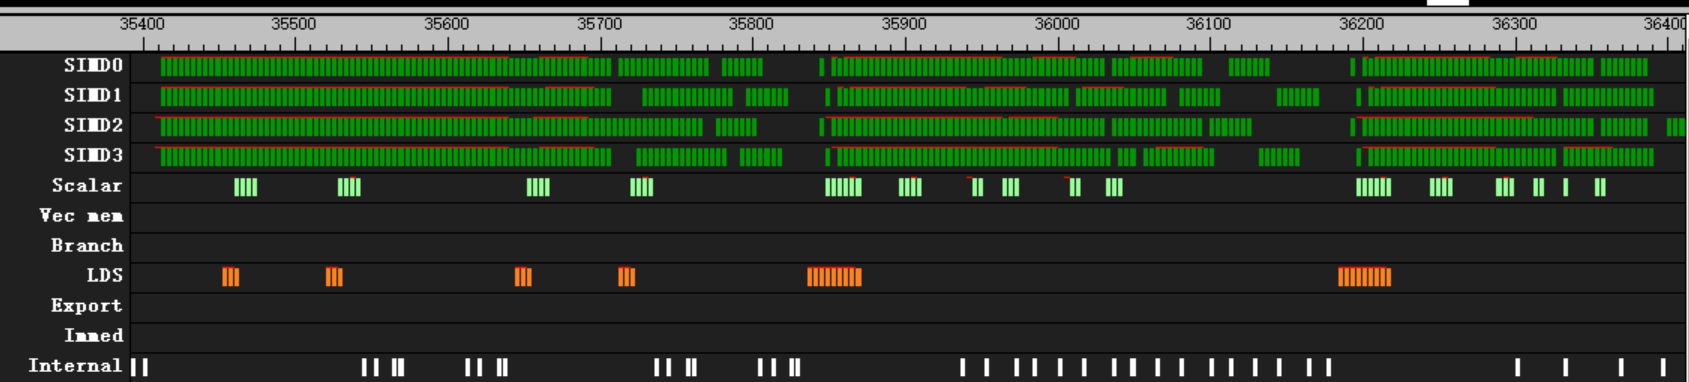 35400 35500 35600 35700 35800 35900 36000 36100 36200 36300 36400
SIMD0
SIMD1
SIMD2
SIMD3
Scalar
Vec mem
Branch
LDS
Export
Immed
Internal